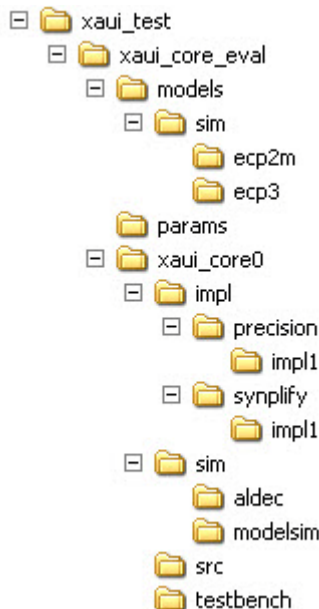 xaui_test
xaui_core_eval
models
sim
ecp2m
ecp3
params
xaui_core0
impl
precision
impl1
synplify
impl1
sim
aldec
modelsim
src
testbench